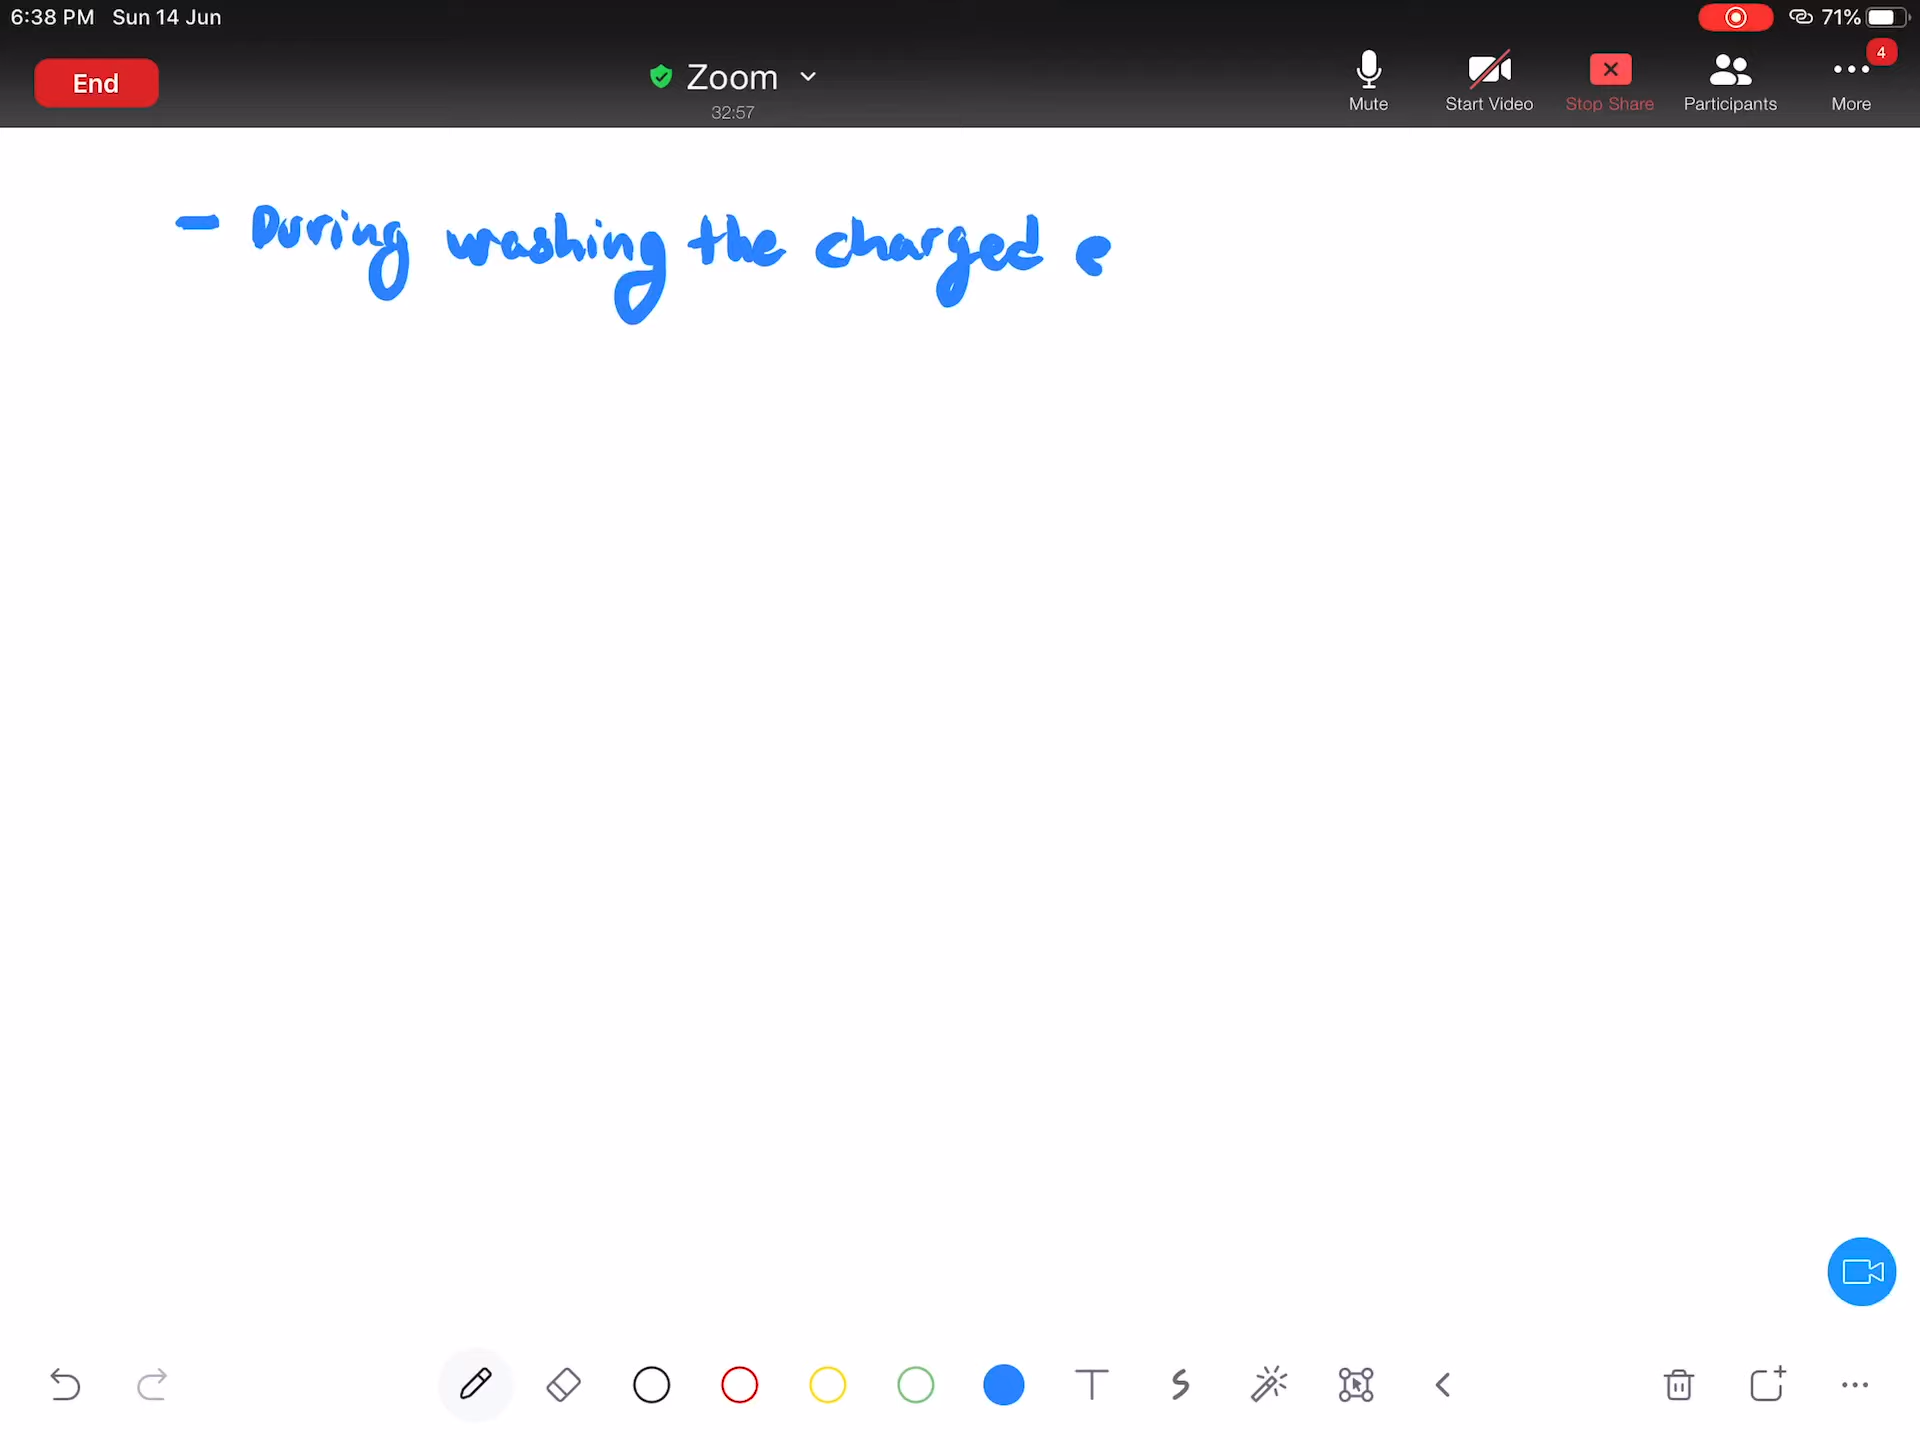 6:38 PM Sun 14 Jun
71%
End
Zoom
32:57
Mute
Start Video
Stop Share
Participants
4
More
- During washing the charged e
T